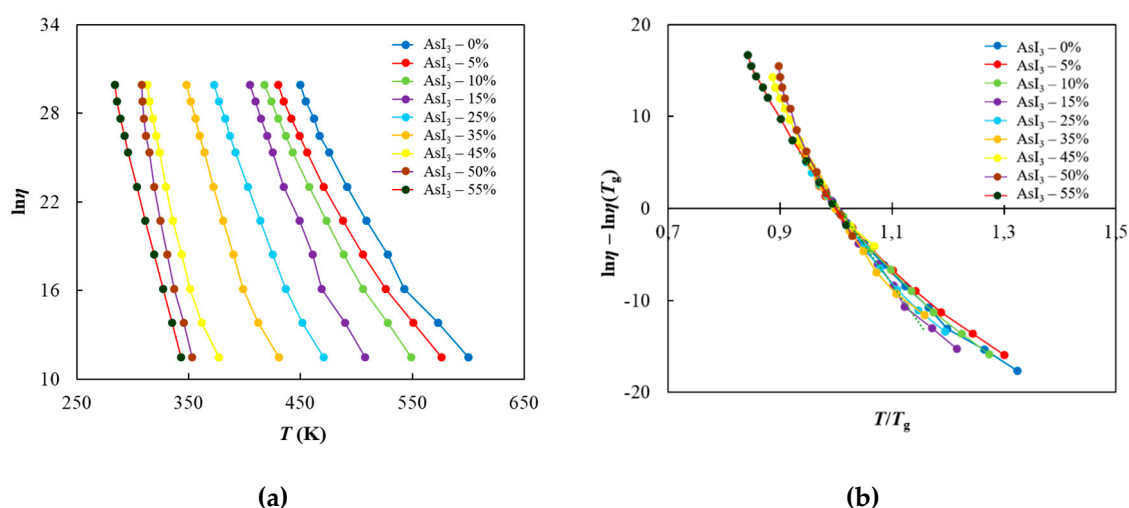 34
28
22
16
10
lnη
250
350
450
550
650
T (K)
AsI₃ – 0%
AsI₃ – 5%
AsI₃ – 10%
AsI₃ – 15%
AsI₃ – 25%
AsI₃ – 35%
AsI₃ – 45%
AsI₃ – 50%
AsI₃ – 55%
(a)
20
10
0
-10
-20
lnη – lnη(Tg)
0,7
0,9
1,1
1,3
1,5
T/Tg
AsI₃ – 0%
AsI₃ – 5%
AsI₃ – 10%
AsI₃ – 15%
AsI₃ – 25%
AsI₃ – 35%
AsI₃ – 45%
AsI₃ – 50%
AsI₃ – 55%
(b)